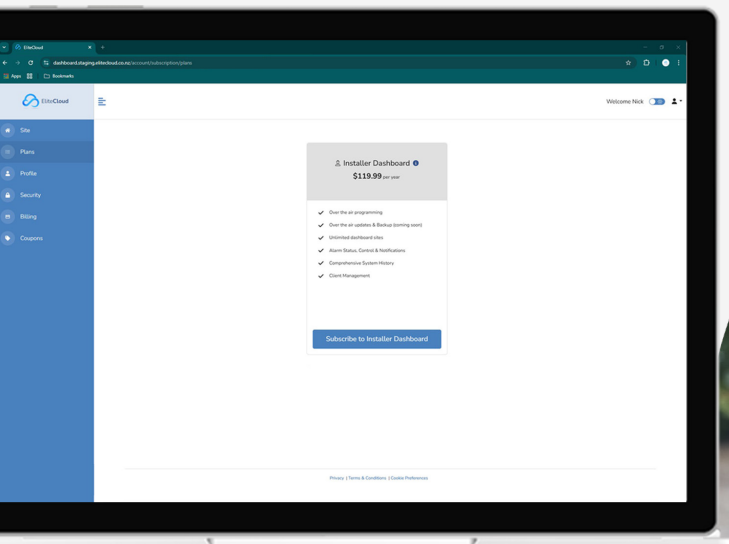 EliteCloud
dashboard.staging.elitecloud.co.nz/account/subscription/plans
Apps
Bookmarks
EliteCloud
Welcome Nick
Site
Plans
Profile
Security
Billing
Coupons
Installer Dashboard
$119.99 per year
Over the air programming
Over the air updates & Backup (coming soon)
Unlimited dashboard sites
Alarm Status, Control & Notifications
Comprehensive System History
Client Management
Subscribe to Installer Dashboard
Privacy | Terms & Conditions | Cookie Preferences